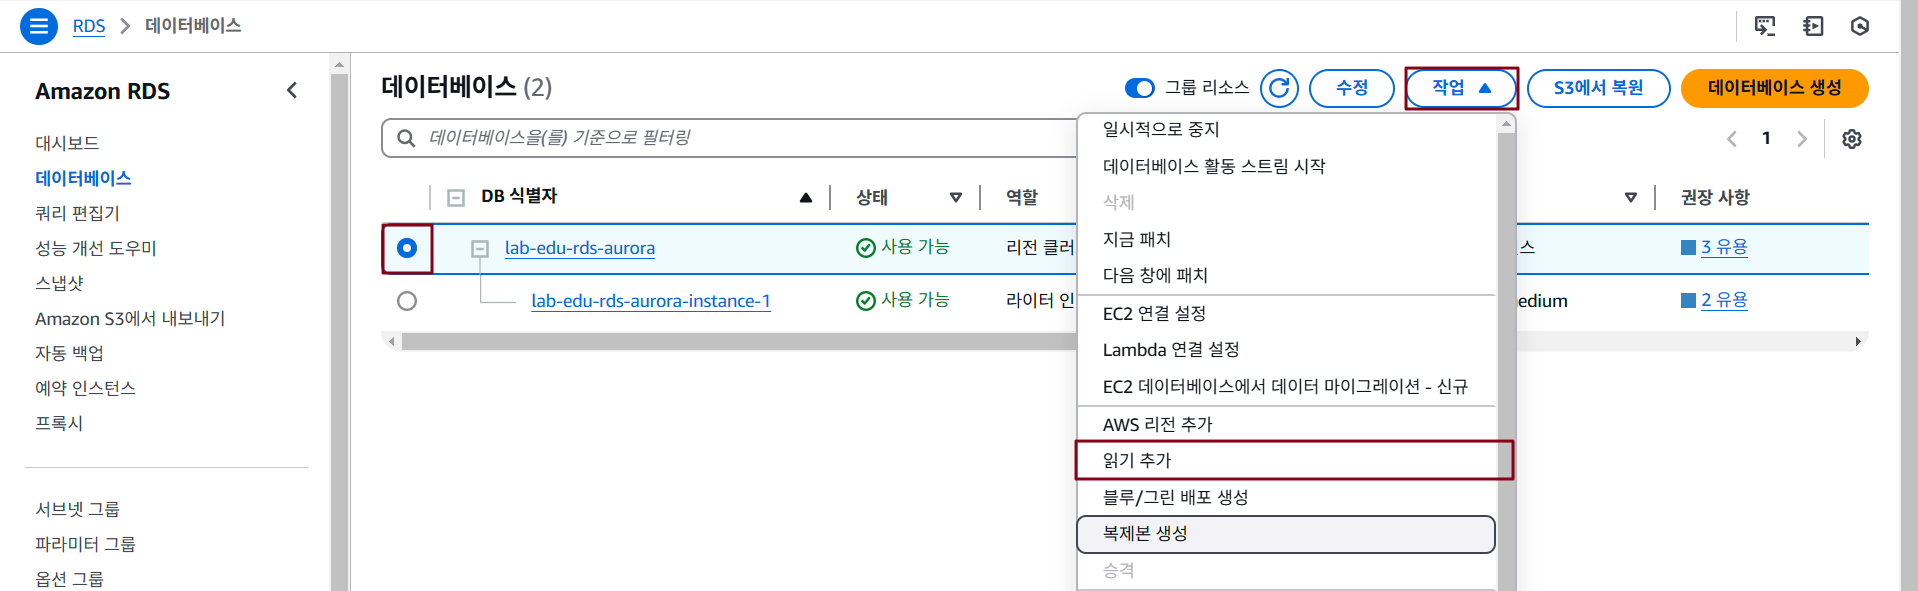 RDS > 데이터베이스
Amazon RDS
대시보드
데이터베이스
쿼리 편집기
성능 개선 도우미
스냅샷
Amazon S3에서 내보내기
자동 백업
예약 인스턴스
프록시
서브넷 그룹
파라미터 그룹
옵션 그룹
데이터베이스 (2)
그룹 리소스
수정
작업
S3에서 복원
데이터베이스 생성
데이터베이스을(를) 기준으로 필터링
1
DB 식별자 상태 역할 권장 사항
lab-edu-rds-aurora 사용 가능 리전 클러 스 3 유용
lab-edu-rds-aurora-instance-1 사용 가능 라이터 인 edium 2 유용
일시적으로 중지
데이터베이스 활동 스트림 시작
삭제
지금 패치
다음 창에 패치
EC2 연결 설정
Lambda 연결 설정
EC2 데이터베이스에서 데이터 마이그레이션 - 신규
AWS 리전 추가
읽기 추가
블루/그린 배포 생성
복제본 생성
승격